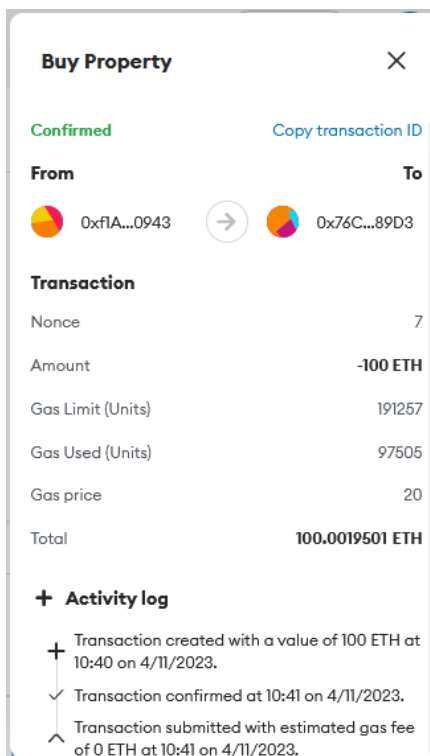 Buy Property
Confirmed Copy transaction ID
From To
0xf1A...0943 0x76C...89D3
Transaction
Nonce 7
Amount -100 ETH
Gas Limit (Units) 191257
Gas Used (Units) 97505
Gas price 20
Total 100.0019501 ETH
Activity log
Transaction created with a value of 100 ETH at
10:40 on 4/11/2023.
Transaction confirmed at 10:41 on 4/11/2023.
Transaction submitted with estimated gas fee
of 0 ETH at 10:41 on 4/11/2023.